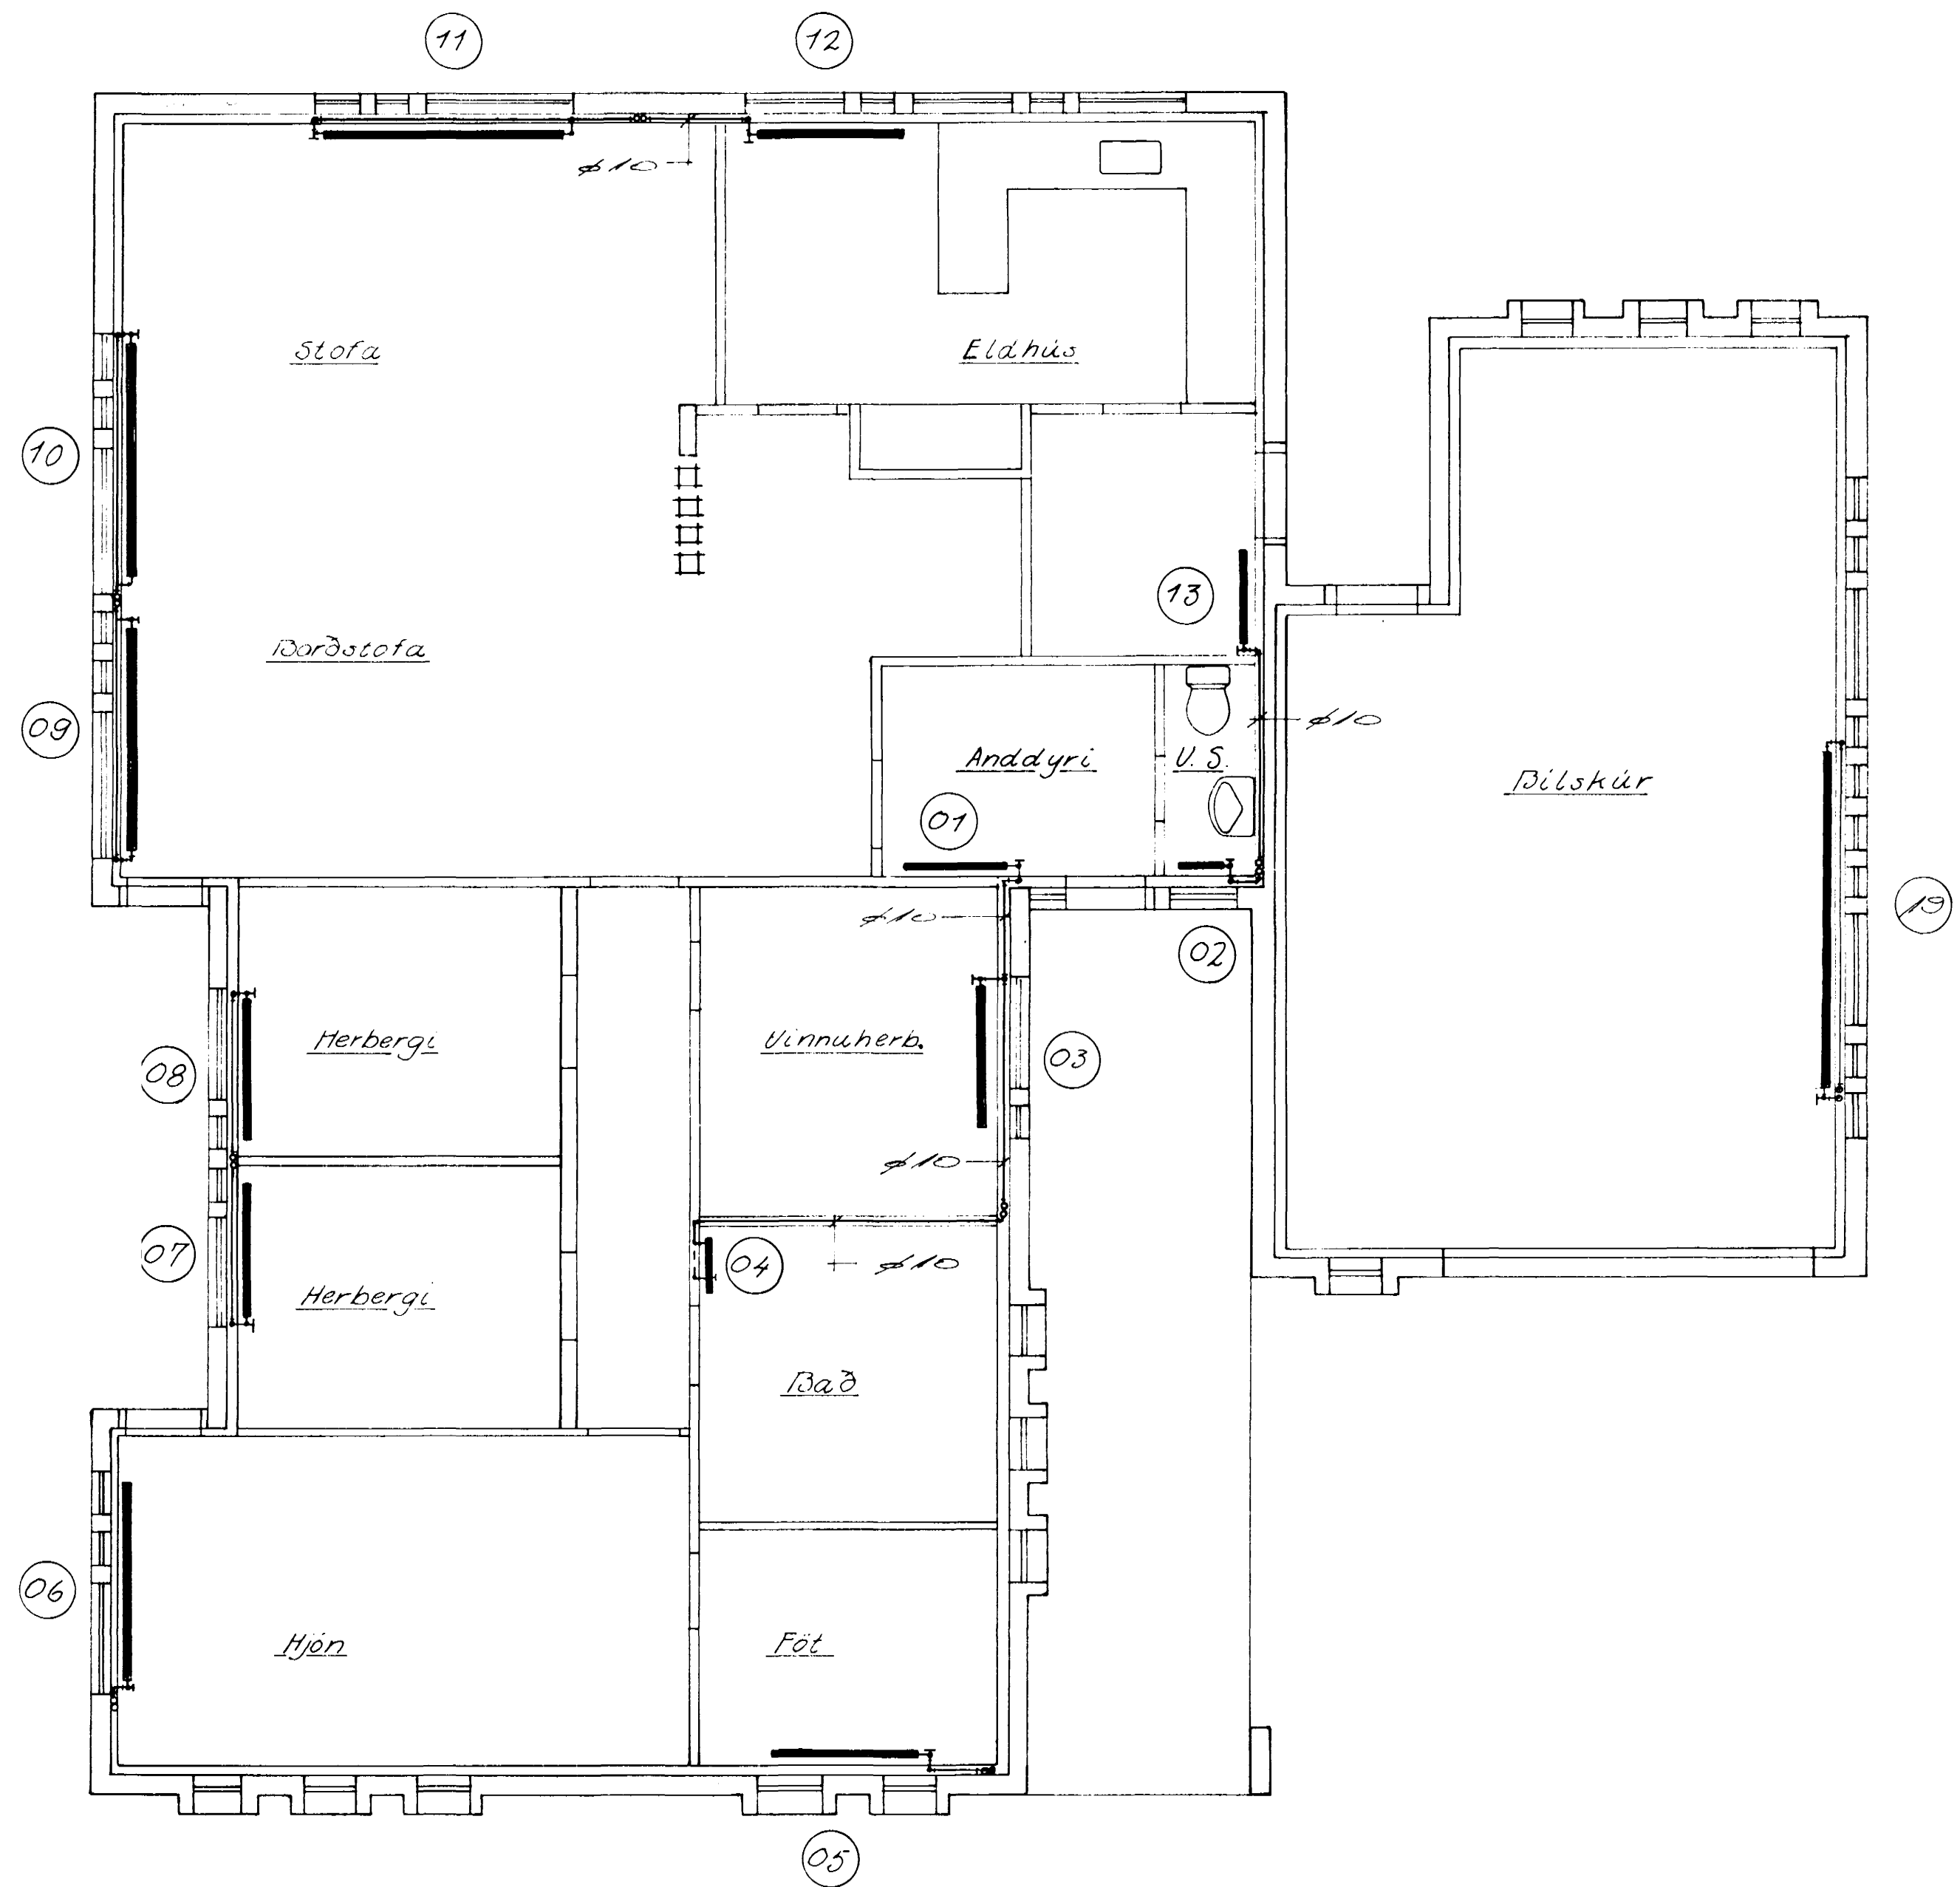 11
12
ø10
Stofa
Eldhús
10
13
Borðstofa
09
ø10
Anddyri
V.S.
Bílskúr
01
ø10
19
02
Herbergi
Vinnuherb.
03
08
ø10
07
04
ø10
Herbergi
Bað
06
Hjón
Föt
05